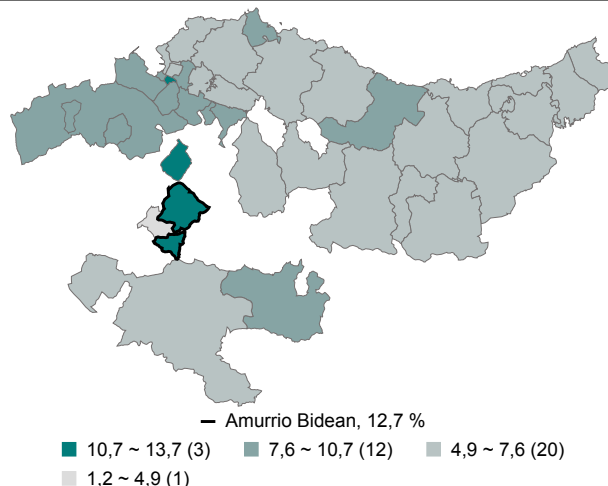 Amurrio Bidean, 12,7 %
10,7 ~ 13,7 (3) 7,6 ~ 10,7 (12) 4,9 ~ 7,6 (20)
1,2 ~ 4,9 (1)